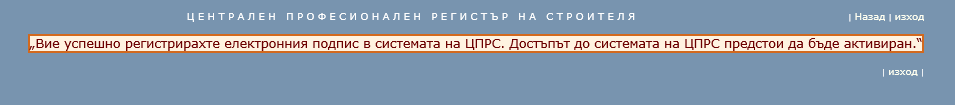 ЦЕНТРАЛЕН ПРОФЕСИОНАЛЕН РЕГИСТЪР НА СТРОИТЕЛЯ | Назад | изход
„Вие успешно регистрирахте електронния подпис в системата на ЦПРС. Достъпът до системата на ЦПРС предстои да бъде активиран.“
| изход |